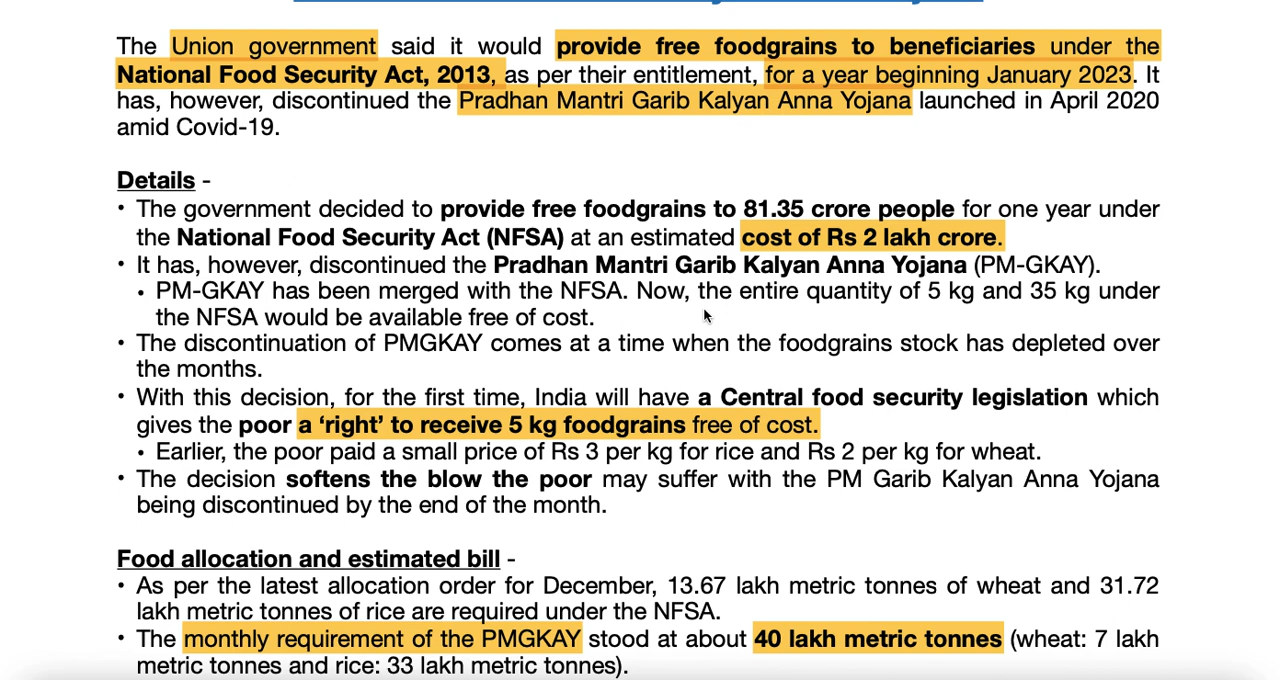 The Union government said it would provide free foodgrains to beneficiaries under the
National Food Security Act, 2013, as per their entitlement, for a year beginning January 2023. It
has, however, discontinued the Pradhan Mantri Garib Kalyan Anna Yojana launched in April 2020
amid Covid-19.
Details -
• The government decided to provide free foodgrains to 81.35 crore people for one year under
the National Food Security Act (NFSA) at an estimated cost of Rs 2 lakh crore.
• It has, however, discontinued the Pradhan Mantri Garib Kalyan Anna Yojana (PM-GKAY).
• PM-GKAY has been merged with the NFSA. Now, the entire quantity of 5 kg and 35 kg under
the NFSA would be available free of cost.
• The discontinuation of PMGKAY comes at a time when the foodgrains stock has depleted over
the months.
• With this decision, for the first time, India will have a Central food security legislation which
gives the poor a ‘right’ to receive 5 kg foodgrains free of cost.
• Earlier, the poor paid a small price of Rs 3 per kg for rice and Rs 2 per kg for wheat.
• The decision softens the blow the poor may suffer with the PM Garib Kalyan Anna Yojana
being discontinued by the end of the month.
Food allocation and estimated bill -
• As per the latest allocation order for December, 13.67 lakh metric tonnes of wheat and 31.72
lakh metric tonnes of rice are required under the NFSA.
• The monthly requirement of the PMGKAY stood at about 40 lakh metric tonnes (wheat: 7 lakh
metric tonnes and rice: 33 lakh metric tonnes).